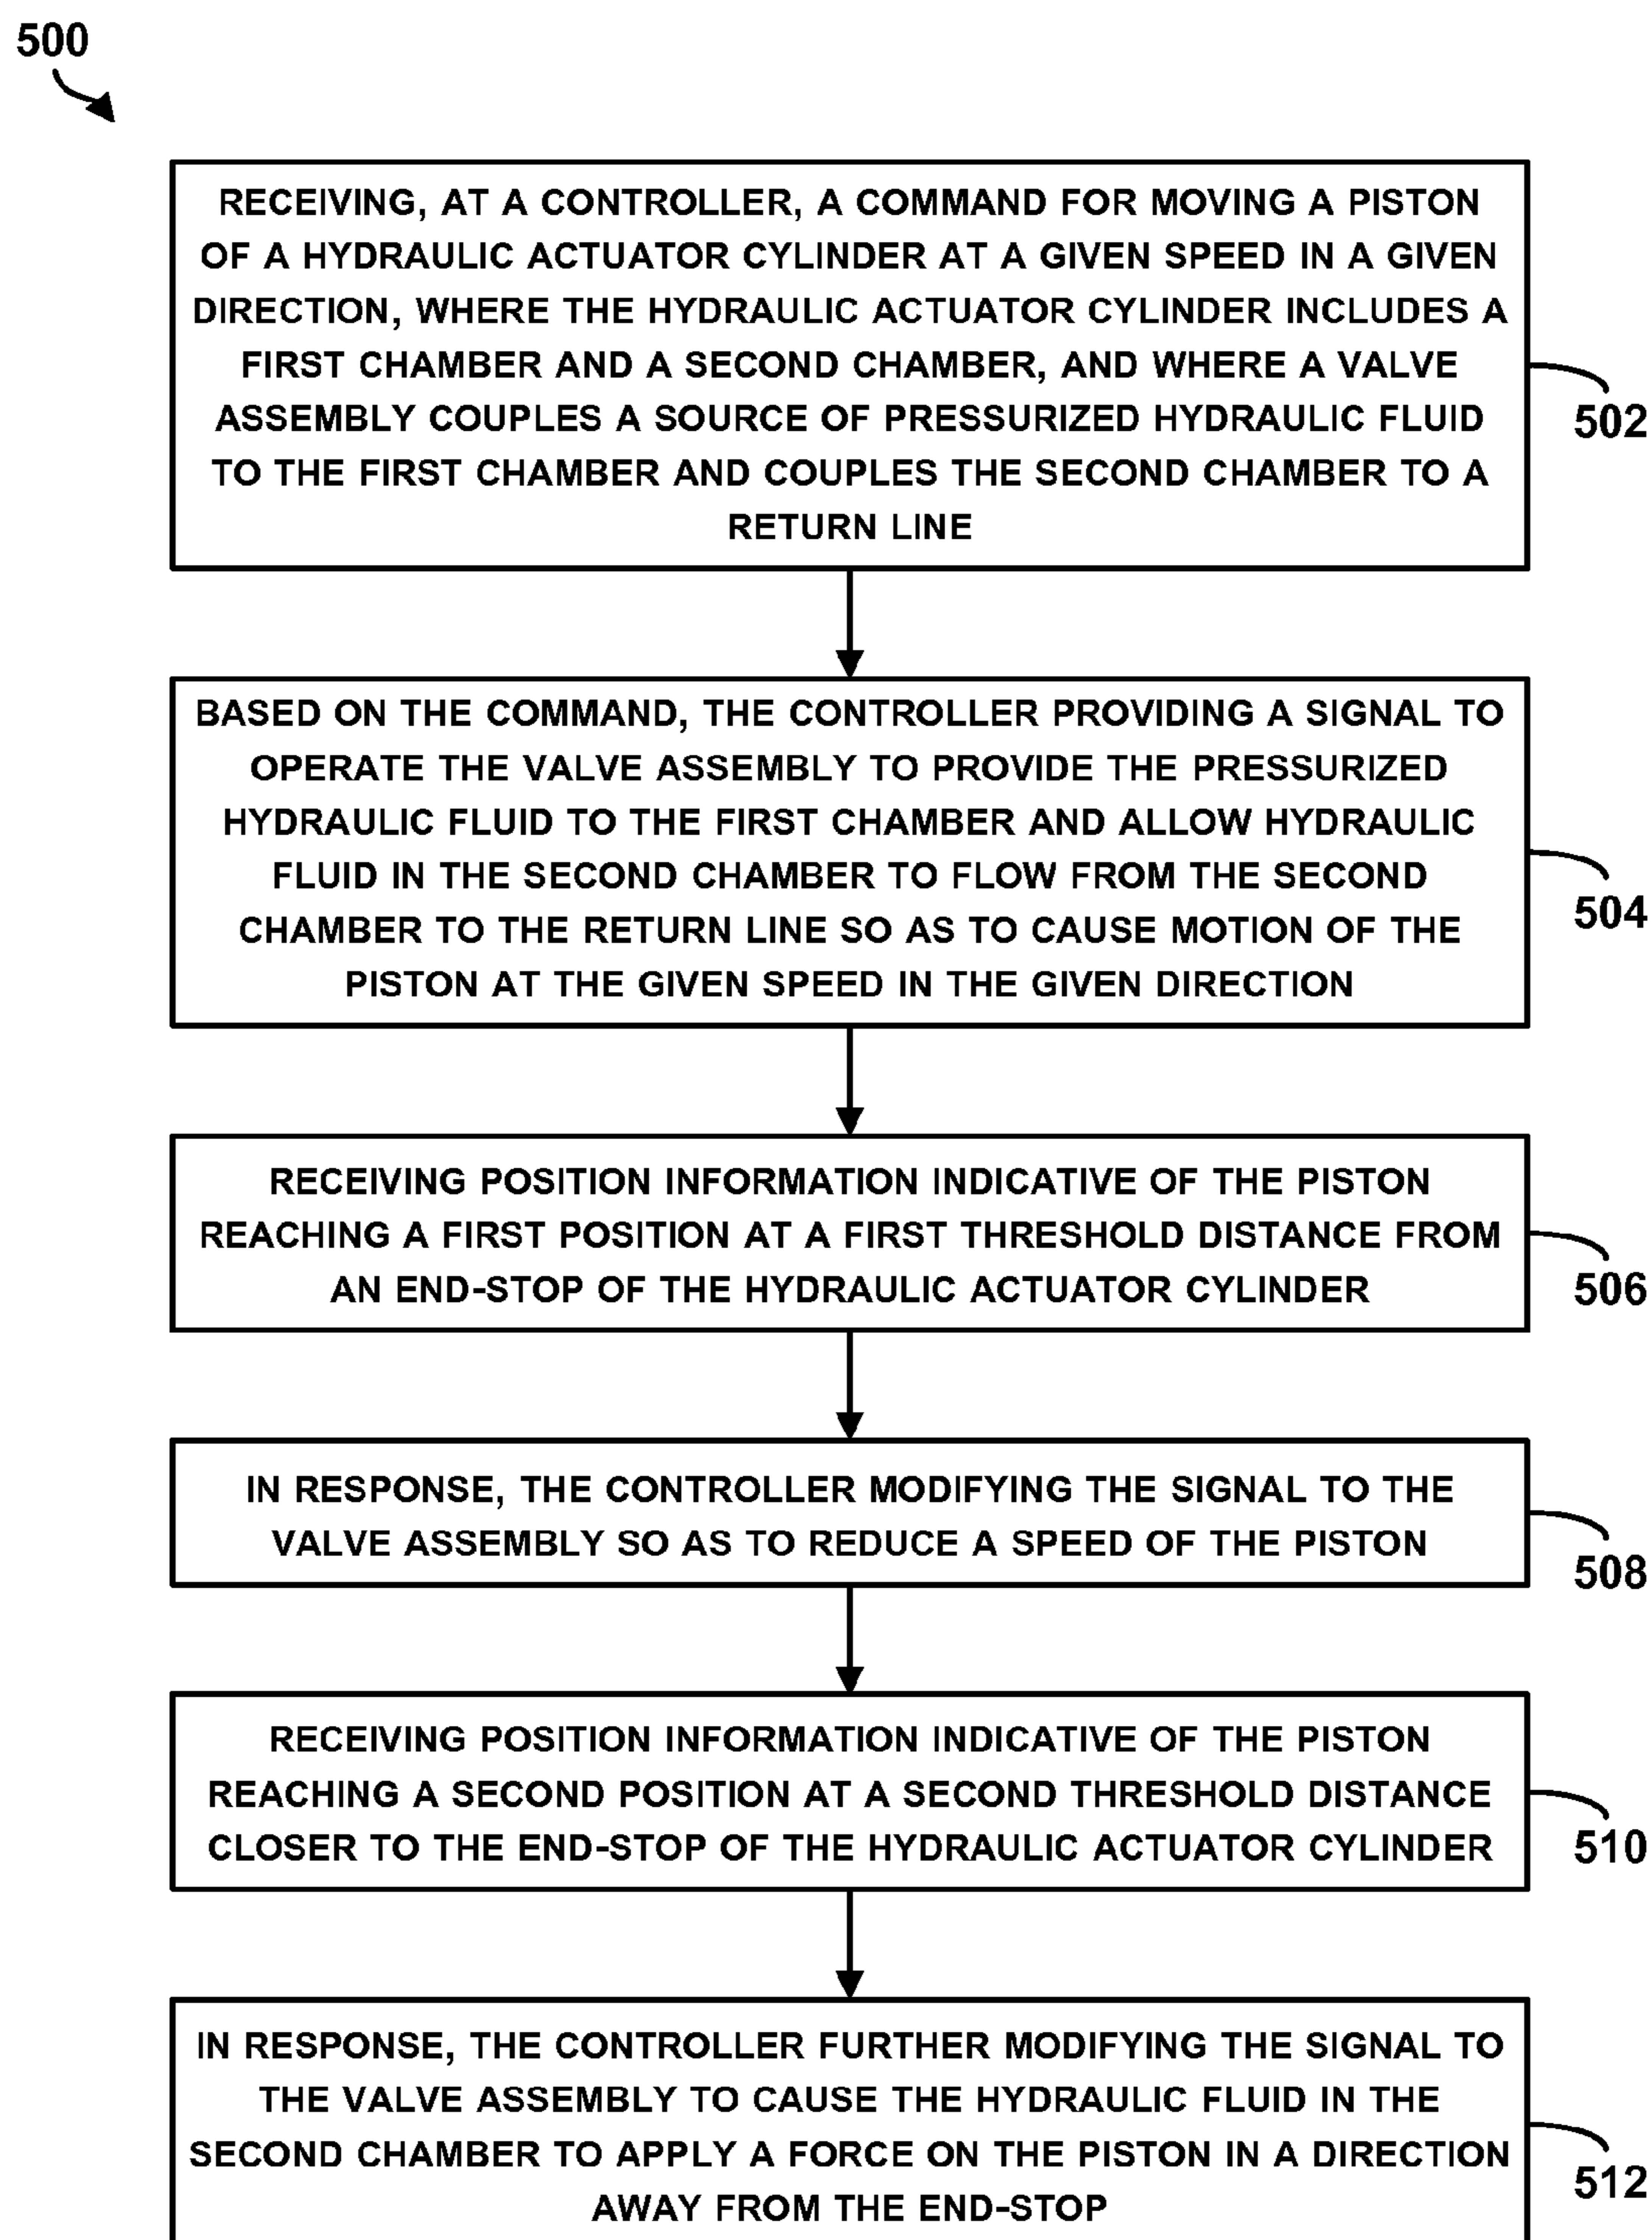 500
RECEIVING, AT A CONTROLLER, A COMMAND FOR MOVING A PISTON
OF A HYDRAULIC ACTUATOR CYLINDER AT A GIVEN SPEED IN A GIVEN
DIRECTION, WHERE THE HYDRAULIC ACTUATOR CYLINDER INCLUDES A
FIRST CHAMBER AND A SECOND CHAMBER, AND WHERE A VALVE
ASSEMBLY COUPLES A SOURCE OF PRESSURIZED HYDRAULIC FLUID
TO THE FIRST CHAMBER AND COUPLES THE SECOND CHAMBER TO A
RETURN LINE
502
BASED ON THE COMMAND, THE CONTROLLER PROVIDING A SIGNAL TO
OPERATE THE VALVE ASSEMBLY TO PROVIDE THE PRESSURIZED
HYDRAULIC FLUID TO THE FIRST CHAMBER AND ALLOW HYDRAULIC
FLUID IN THE SECOND CHAMBER TO FLOW FROM THE SECOND
CHAMBER TO THE RETURN LINE SO AS TO CAUSE MOTION OF THE
PISTON AT THE GIVEN SPEED IN THE GIVEN DIRECTION
504
RECEIVING POSITION INFORMATION INDICATIVE OF THE PISTON
REACHING A FIRST POSITION AT A FIRST THRESHOLD DISTANCE FROM
AN END-STOP OF THE HYDRAULIC ACTUATOR CYLINDER
506
IN RESPONSE, THE CONTROLLER MODIFYING THE SIGNAL TO THE
VALVE ASSEMBLY SO AS TO REDUCE A SPEED OF THE PISTON
508
RECEIVING POSITION INFORMATION INDICATIVE OF THE PISTON
REACHING A SECOND POSITION AT A SECOND THRESHOLD DISTANCE
CLOSER TO THE END-STOP OF THE HYDRAULIC ACTUATOR CYLINDER
510
IN RESPONSE, THE CONTROLLER FURTHER MODIFYING THE SIGNAL TO
THE VALVE ASSEMBLY TO CAUSE THE HYDRAULIC FLUID IN THE
SECOND CHAMBER TO APPLY A FORCE ON THE PISTON IN A DIRECTION
AWAY FROM THE END-STOP
512